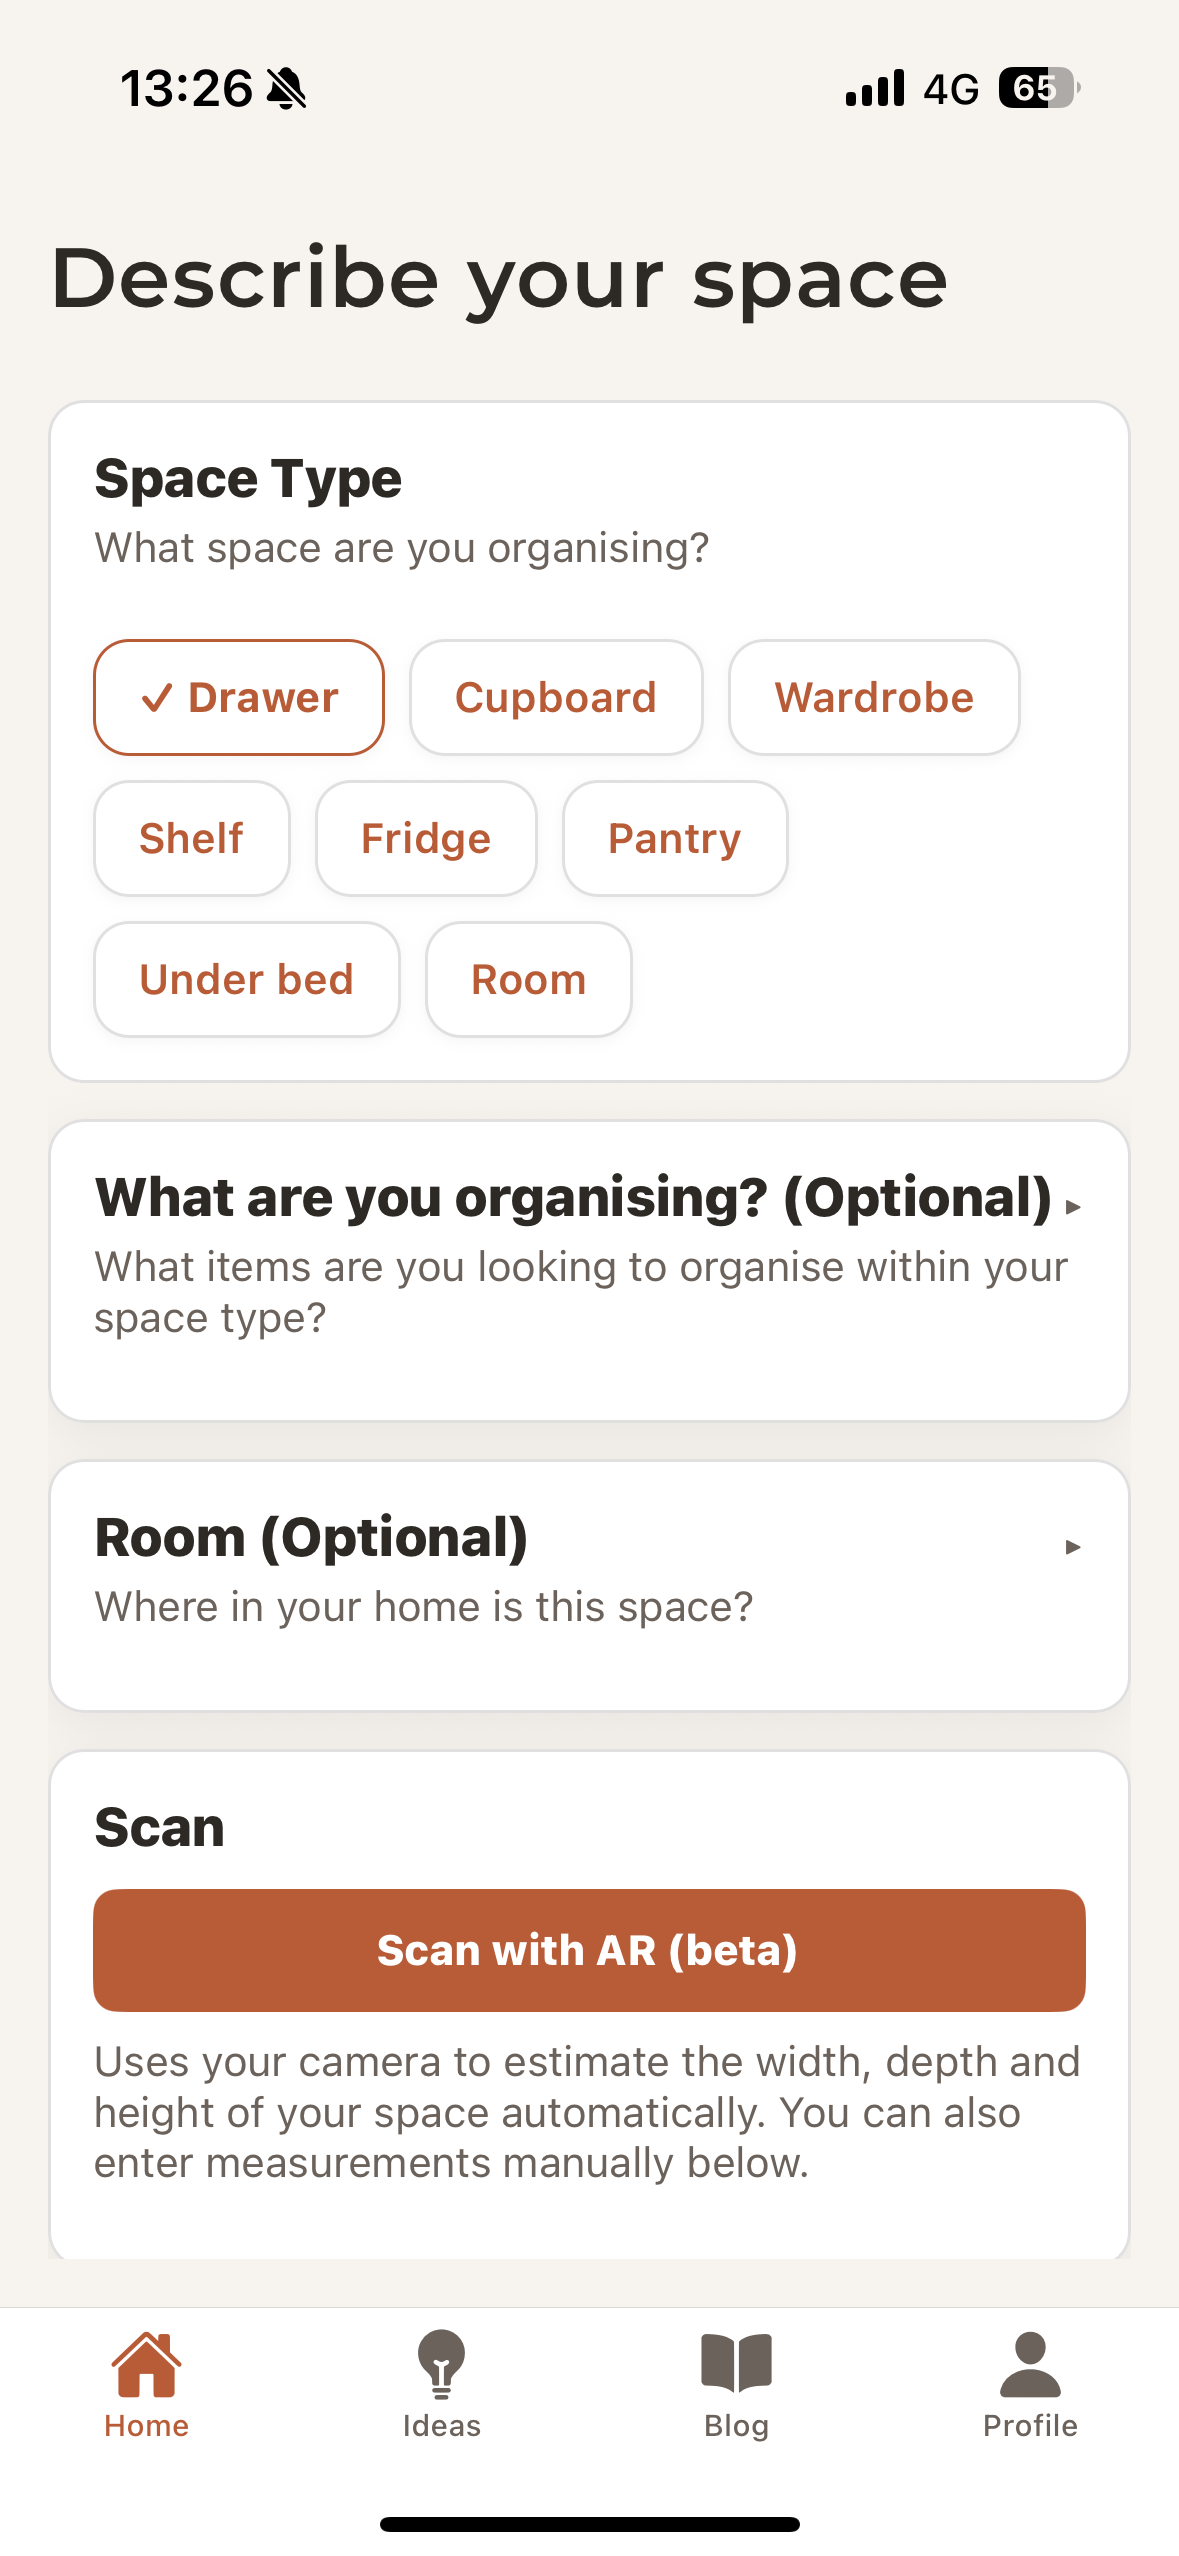 13:26
4G
65
Describe your space
Space Type
What space are you organising?
✓ Drawer
Cupboard
Wardrobe
Shelf
Fridge
Pantry
Under bed
Room
What are you organising? (Optional)
What items are you looking to organise within your
space type?
Room (Optional)
Where in your home is this space?
Scan
Scan with AR (beta)
Uses your camera to estimate the width, depth and
height of your space automatically. You can also
enter measurements manually below.
Home
Ideas
Blog
Profile